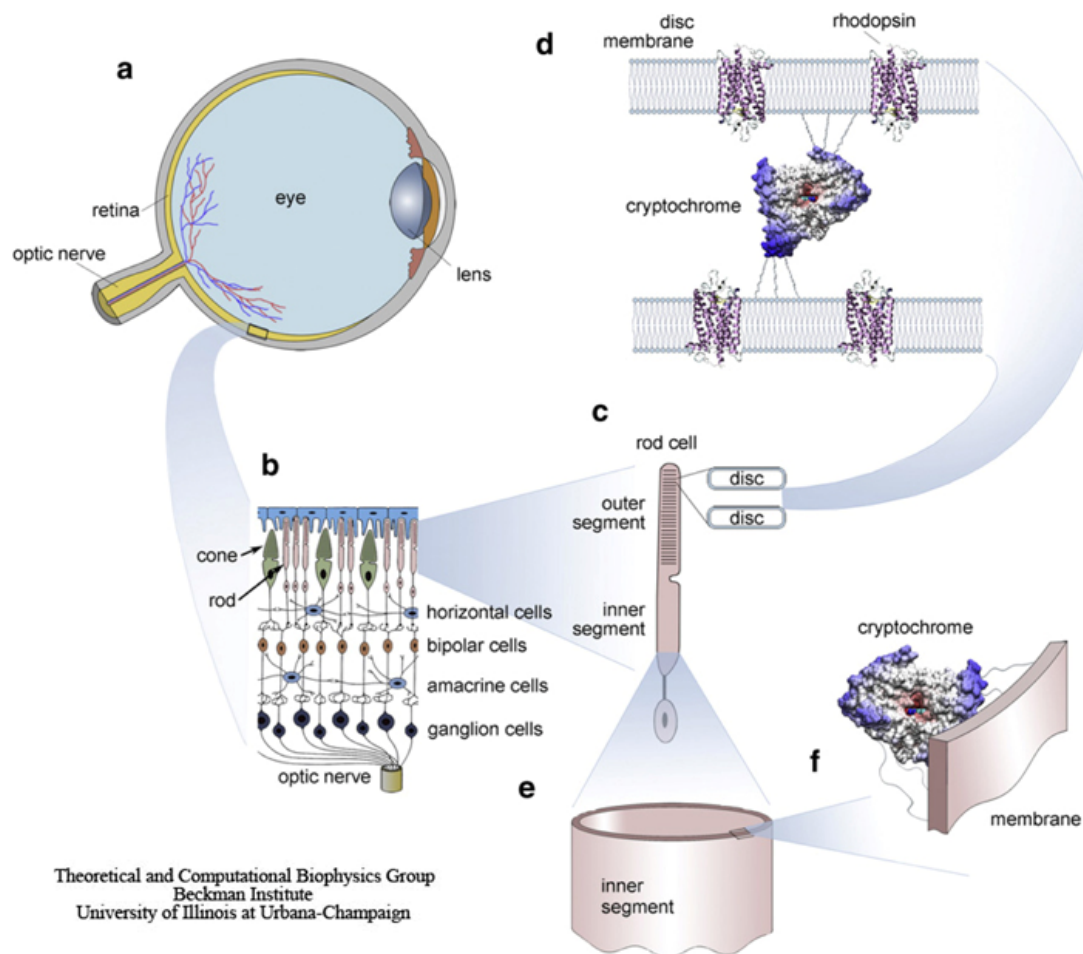 a
retina
optic nerve
eye
lens
d
disc
membrane
rhodopsin
cryptochrome
b
cone
rod
horizontal cells
bipolar cells
amacrine cells
ganglion cells
optic nerve
c
rod cell
outer
segment
disc
disc
inner
segment
e
inner
segment
f
cryptochrome
membrane
Theoretical and Computational Biophysics Group
Beckman Institute
University of Illinois at Urbana-Champaign